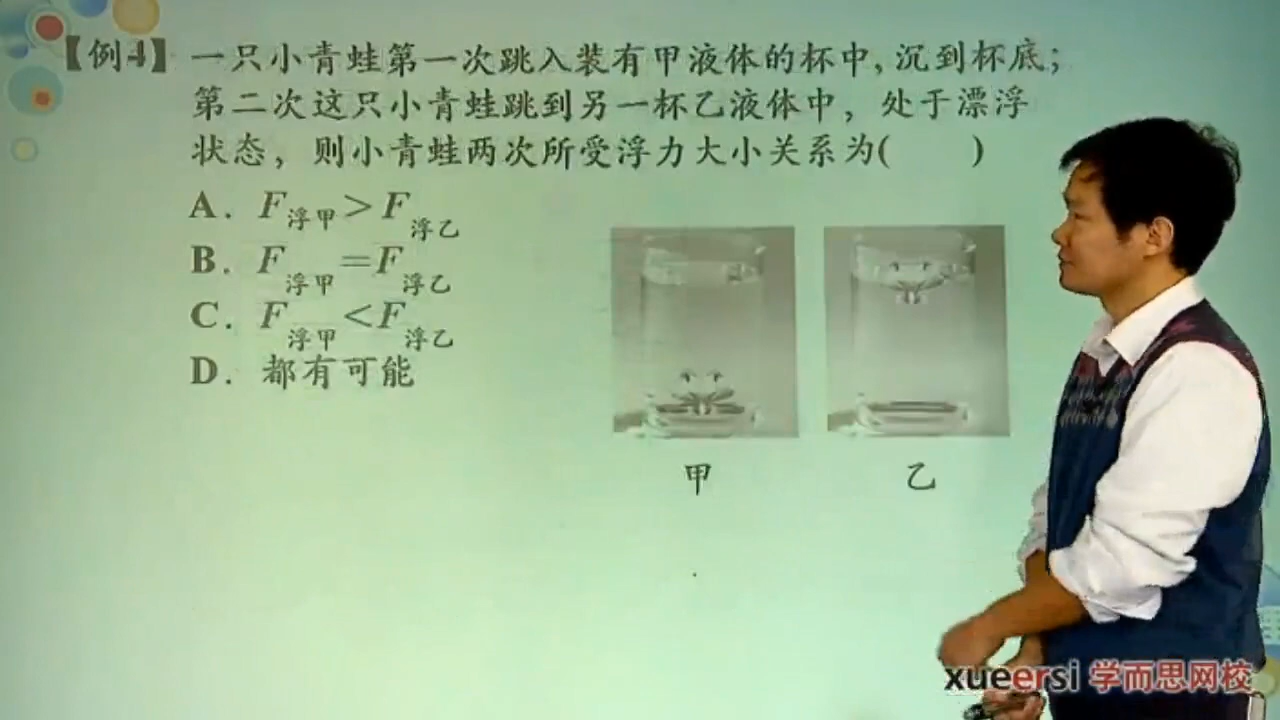 【例4】 一只小青蛙第一次跳入装有甲液体的杯中,沉到杯底;
第二次这只小青蛙跳到另一杯乙液体中，处于漂浮
状态，则小青蛙两次所受浮力大小关系为(  )
A. F浮甲>F浮乙
B. F浮甲=F浮乙
C. F浮甲<F浮乙
D. 都有可能
甲 乙
xueersi 学而思网校